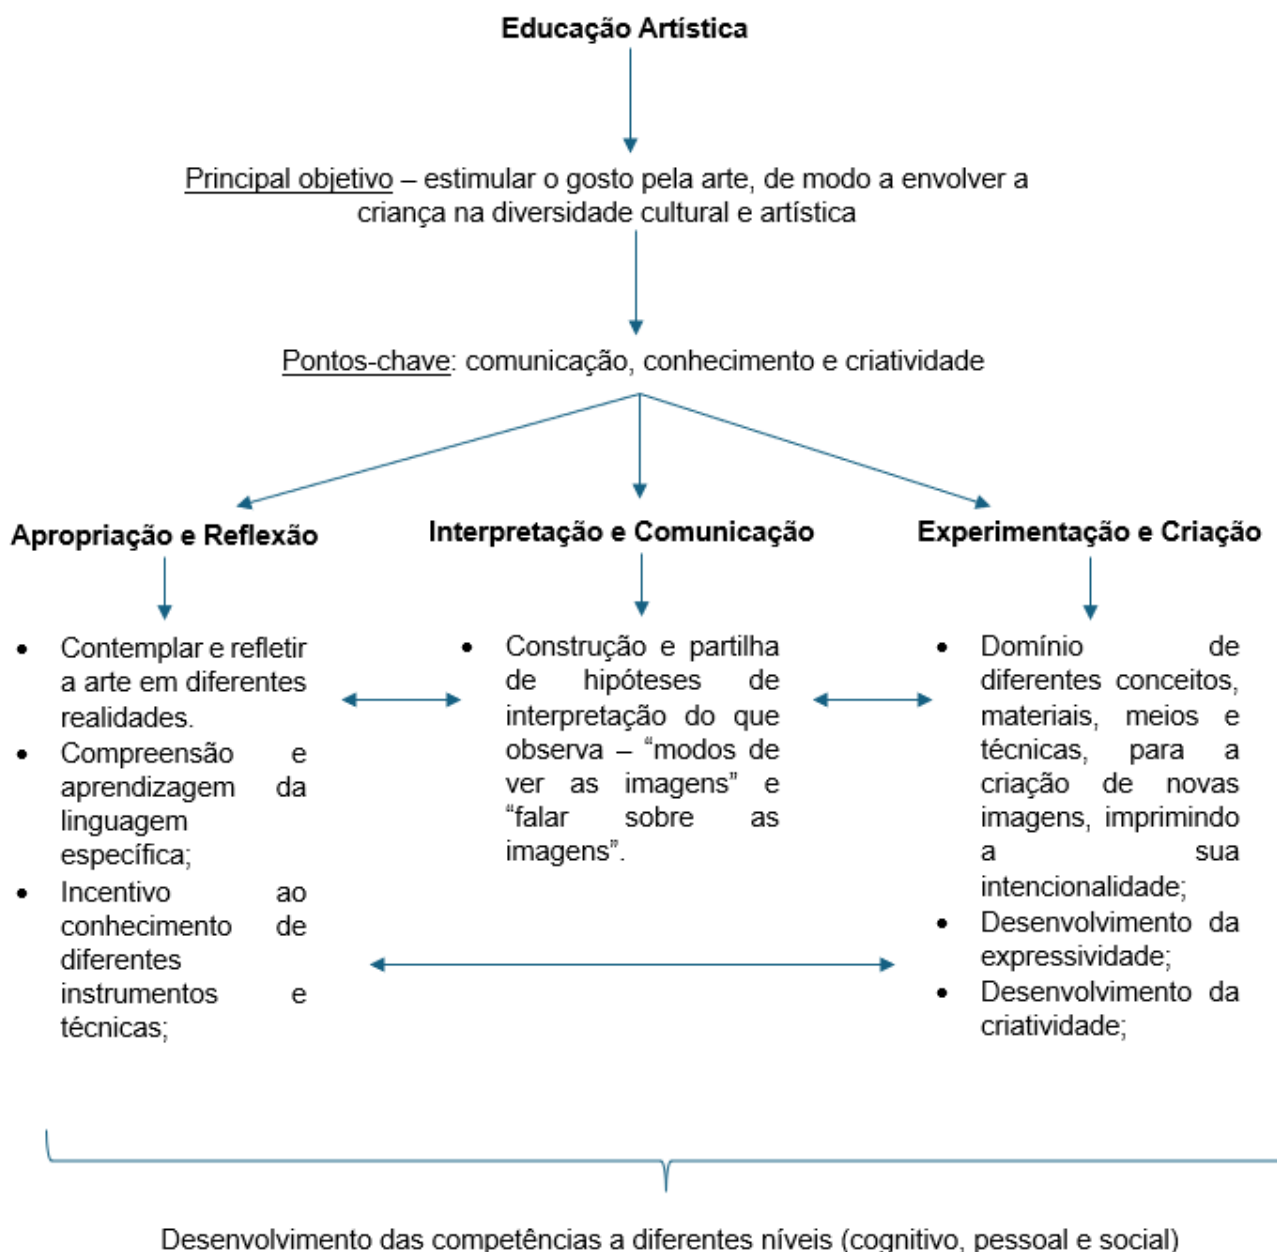 Educação Artística
Principal objetivo – estimular o gosto pela arte, de modo a envolver a
criança na diversidade cultural e artística
Pontos-chave: comunicação, conhecimento e criatividade
Apropriação e Reflexão
• Contemplar e refletir
a arte em diferentes
realidades.
• Compreensão e
aprendizagem da
linguagem
específica;
• Incentivo ao
conhecimento de
diferentes
instrumentos e
técnicas;
Interpretação e Comunicação
• Construção e partilha
de hipóteses de
interpretação do que
observa – “modos de
ver as imagens” e
“falar sobre as
imagens”.
Experimentação e Criação
• Domínio de
diferentes conceitos,
materiais, meios e
técnicas, para a
criação de novas
imagens, imprimindo
a sua
intencionalidade;
• Desenvolvimento da
expressividade;
• Desenvolvimento da
criatividade;
Desenvolvimento das competências a diferentes níveis (cognitivo, pessoal e social)